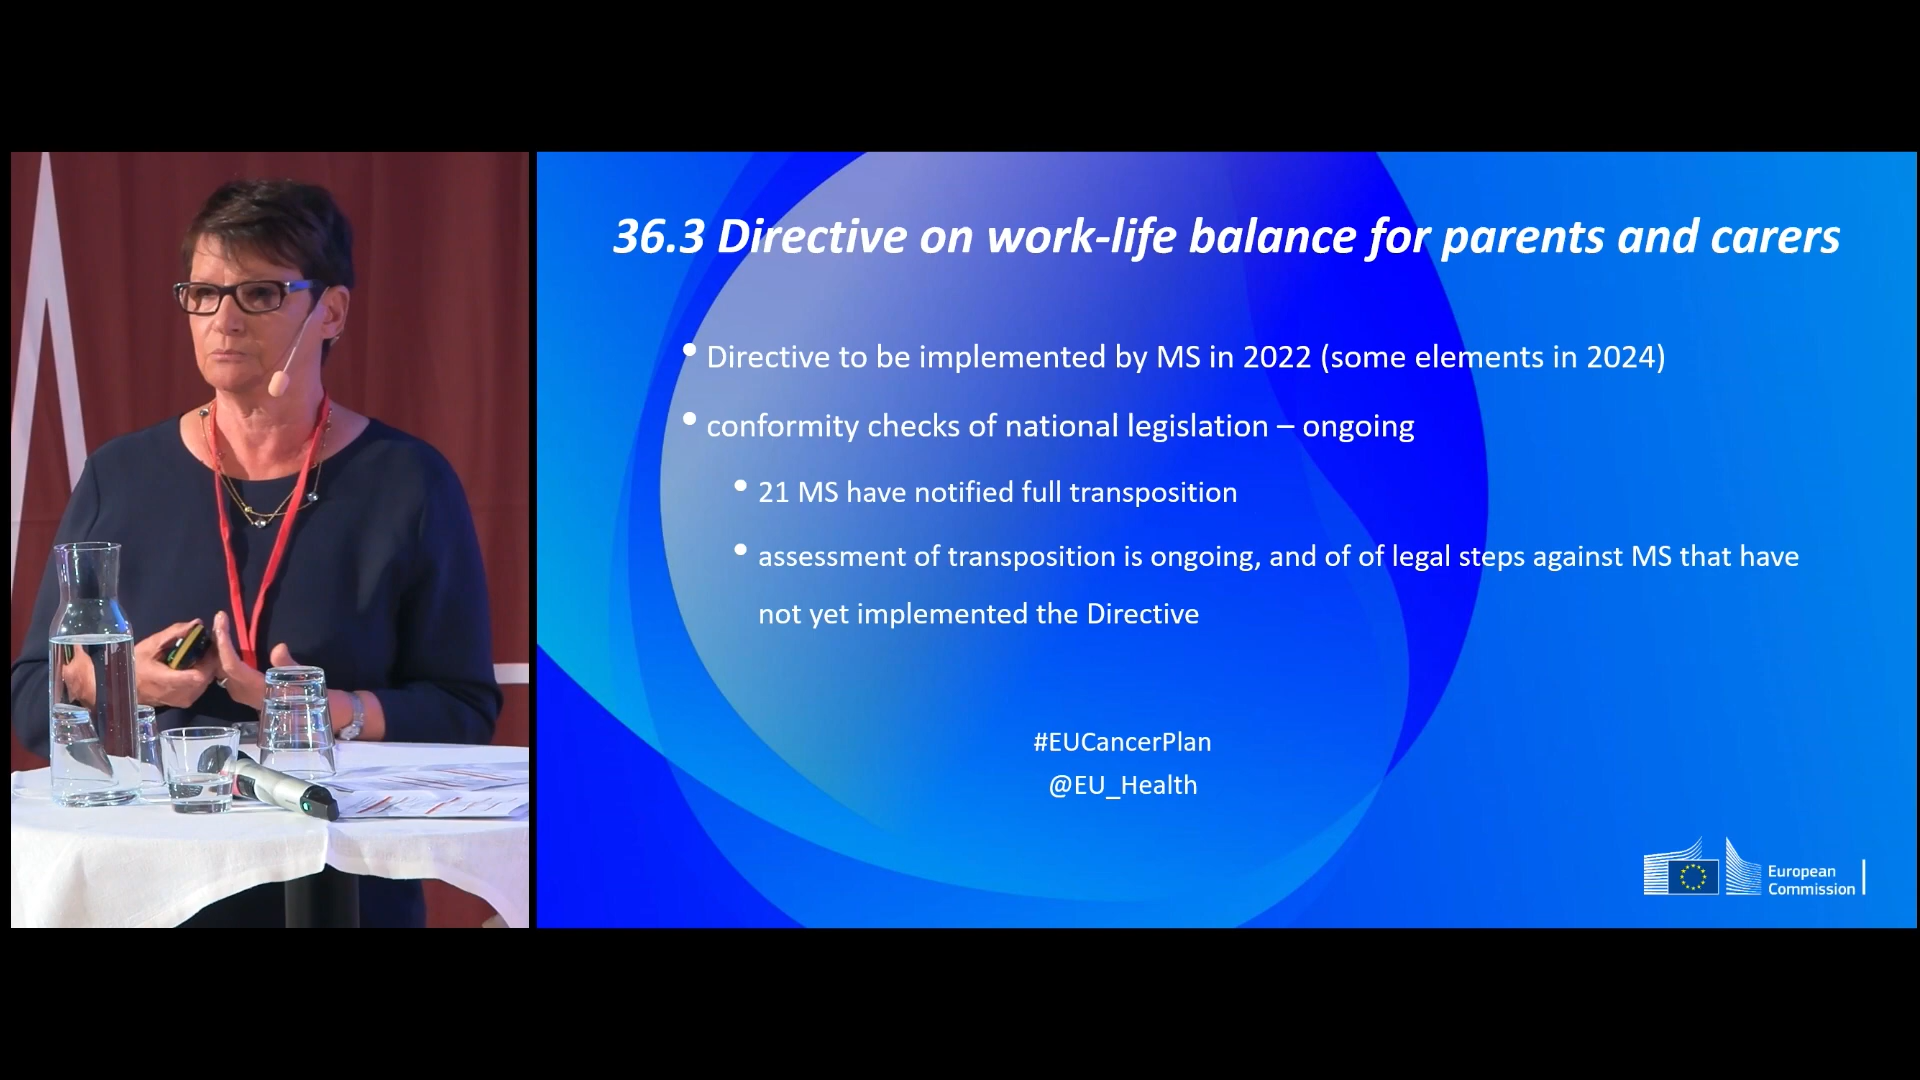 36.3 Directive on work-life balance for parents and carers
• Directive to be implemented by MS in 2022 (some elements in 2024)
• conformity checks of national legislation – ongoing
• 21 MS have notified full transposition
• assessment of transposition is ongoing, and of of legal steps against MS that have
not yet implemented the Directive
#EUCancerPlan
@EU_Health
European
Commission